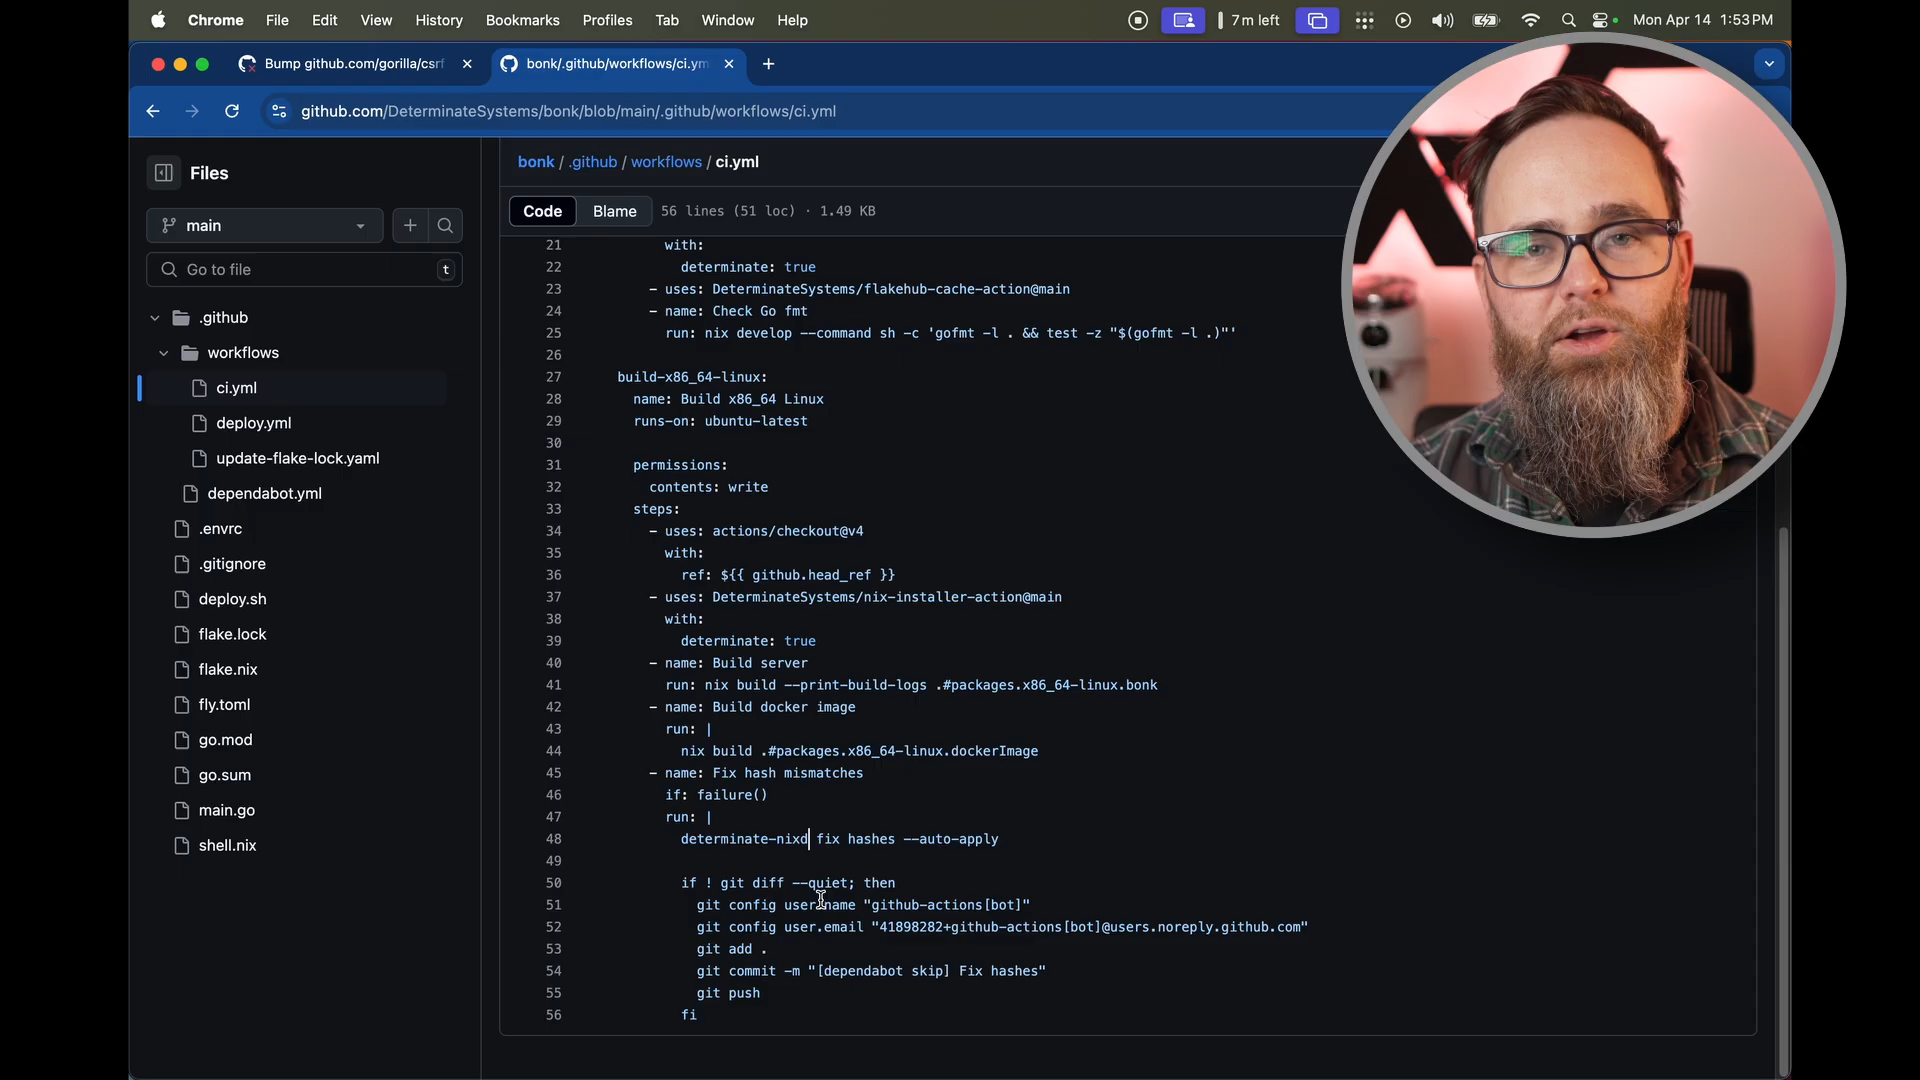 Chrome File Edit View History Bookmarks Profiles Tab Window Help 7m left Mon Apr 14 1:53PM
Bump github.com/gorilla/csrf
bonk/.github/workflows/ci.ym
github.com/DeterminateSystems/bonk/blob/main/.github/workflows/ci.yml
Files
main
Go to file t
.github
workflows
ci.yml
deploy.yml
update-flake-lock.yaml
dependabot.yml
.envrc
.gitignore
deploy.sh
flake.lock
flake.nix
fly.toml
go.mod
go.sum
main.go
shell.nix
bonk / .github / workflows / ci.yml
Code Blame 56 lines (51 loc) · 1.49 KB
21 with:
22 determinate: true
23 - uses: DeterminateSystems/flakehub-cache-action@main
24 - name: Check Go fmt
25 run: nix develop --command sh -c 'gofmt -l . && test -z "$(gofmt -l .)"'
26
27 build-x86_64-linux:
28 name: Build x86_64 Linux
29 runs-on: ubuntu-latest
30
31 permissions:
32 contents: write
33 steps:
34 - uses: actions/checkout@v4
35 with:
36 ref: ${{ github.head_ref }}
37 - uses: DeterminateSystems/nix-installer-action@main
38 with:
39 determinate: true
40 - name: Build server
41 run: nix build --print-build-logs .#packages.x86_64-linux.bonk
42 - name: Build docker image
43 run: |
44 nix build .#packages.x86_64-linux.dockerImage
45 - name: Fix hash mismatches
46 if: failure()
47 run: |
48 determinate-nixd fix hashes --auto-apply
49
50 if ! git diff --quiet; then
51 git config user.name "github-actions[bot]"
52 git config user.email "41898282+github-actions[bot]@users.noreply.github.com"
53 git add .
54 git commit -m "[dependabot skip] Fix hashes"
55 git push
56 fi